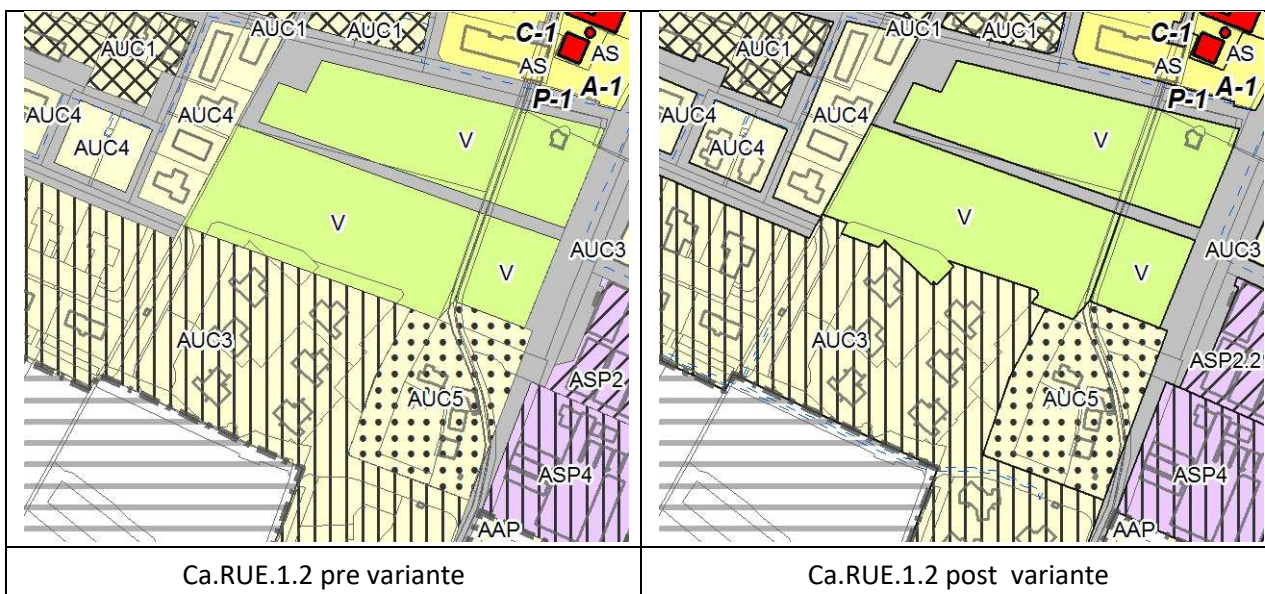 AUC1 AUC1 C-1
AUC1 AS
AS
P-1 A-1
AUC4 AUC4
AUC4 V
V
AUC3
V
AUC3
ASP2
AUC5
ASP4
AAP
Ca.RUE.1.2 pre variante
AUC1 AUC1 C-1
AUC1 AS
AS
P-1 A-1
AUC4 AUC4
AUC4 V
V
AUC3
V
AUC3
ASP2.2
AUC5
ASP4
AAP
Ca.RUE.1.2 post variante